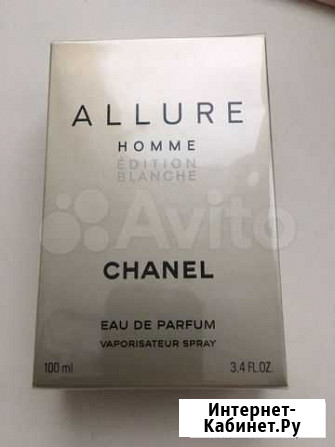 ALLURE
HOMME
ÉDITION
BLANCHE
Avito
CHANEL
EAU DE PARFUM
VAPORISATEUR SPRAY
100 ml 3.4 FL.OZ.
Интернет-
Кабинет.Ру